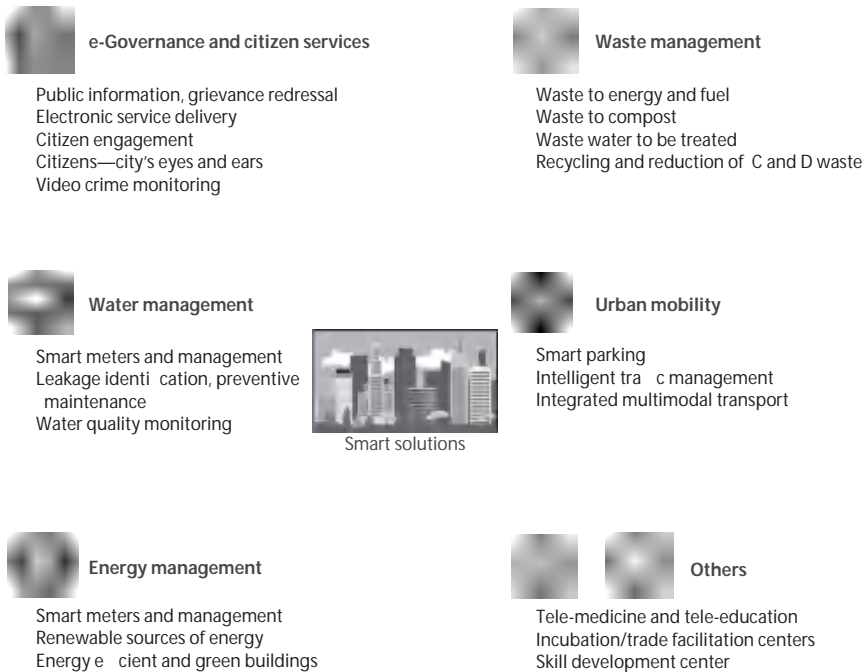 e-Governance and citizen services
Public information, grievance redressal
Electronic service delivery
Citizen engagement
Citizens—city's eyes and ears
Video crime monitoring
Waste management
Waste to energy and fuel
Waste to compost
Waste water to be treated
Recycling and reduction of C and D waste
Water management
Smart meters and management
Leakage identi cation, preventive
maintenance
Water quality monitoring
Smart solutions
Urban mobility
Smart parking
Intelligent tra c management
Integrated multimodal transport
Energy management
Smart meters and management
Renewable sources of energy
Energy e cient and green buildings
Others
Tele-medicine and tele-education
Incubation/trade facilitation centers
Skill development center